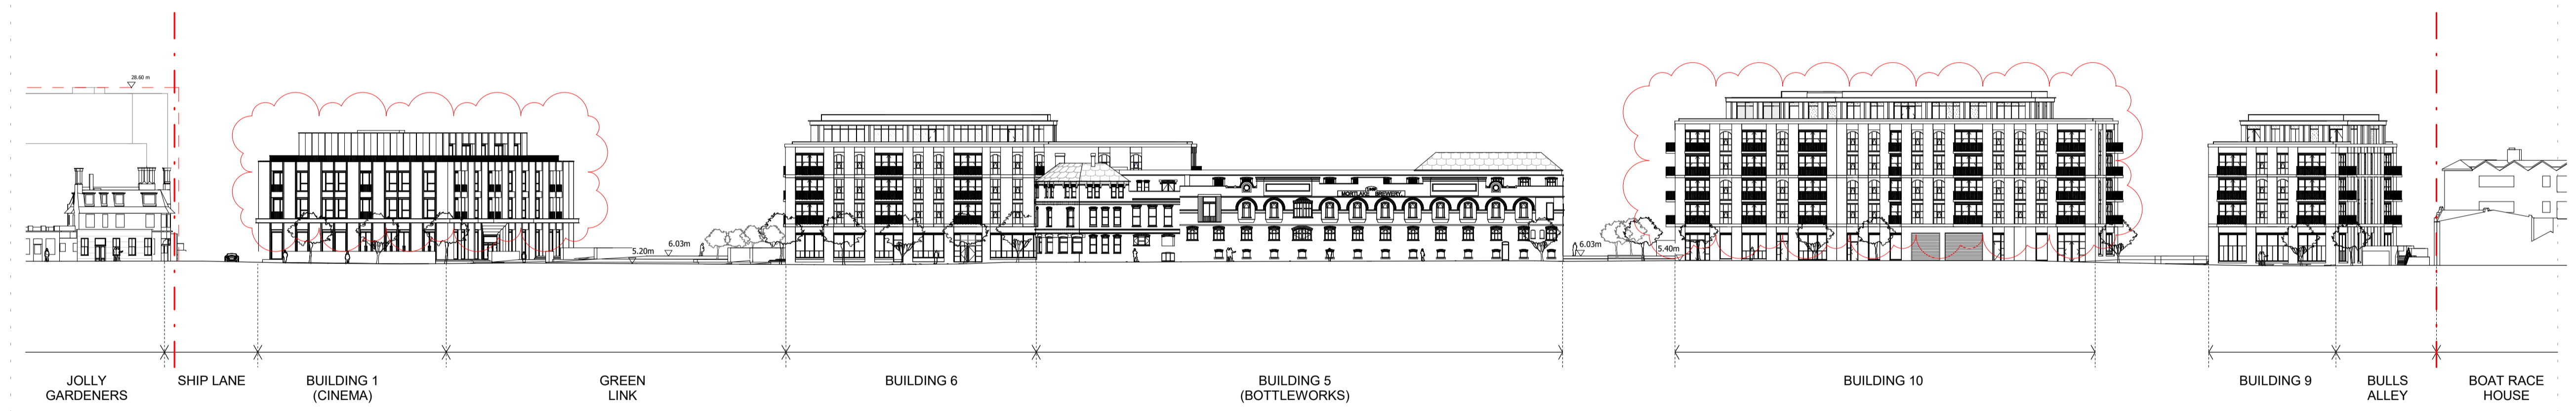 28.60 m
MORTLAKE BREWERY
5.20m
6.03m
6.03m
5.40m
JOLLY
GARDENERS
SHIP LANE
BUILDING 1
(CINEMA)
GREEN
LINK
BUILDING 6
BUILDING 5
(BOTTLEWORKS)
BUILDING 10
BUILDING 9
BULLS
ALLEY
BOAT RACE
HOUSE